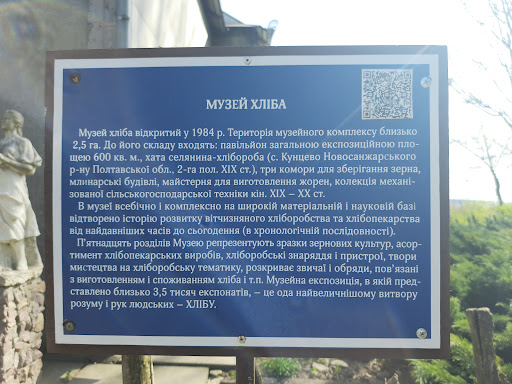 МУЗЕЙ ХЛІБА
Музей хліба відкритий у 1984 р. Територія музейного комплексу близько
2,5 га. До його складу входять: павільйон загальною експозиційною пло-
щею 600 кв. м., хата селянина-хлібороба (с. Кунцево Новосанжарського
р-ну Полтавської обл., 2-га пол. XIX ст.), три комори для зберігання зерна,
млинарські будівлі, майстерня для виготовлення жорен, колекція механі-
зованої сільськогосподарської техніки кін. XIX – XX ст.
В музеї всебічно і комплексно на широкій матеріальній і науковій базі
відтворено історію розвитку вітчизняного хліборобства та хлібопекарства
від найдавніших часів до сьогодення (в хронологічній послідовності).
П'ятнадцять розділів Музею репрезентують зразки зернових культур, асор-
тимент хлібопекарських виробів, хліборобські знаряддя і пристрої, твори
мистецтва на хліборобську тематику, розкриває звичаї і обряди, пов'язані
з виготовленням і споживанням хліба і т.п. Музейна експозиція, в якій пред-
ставлено близько 3,5 тисяч експонатів, – це ода найвеличнішому витвору
розуму і рук людських – ХЛІБУ.